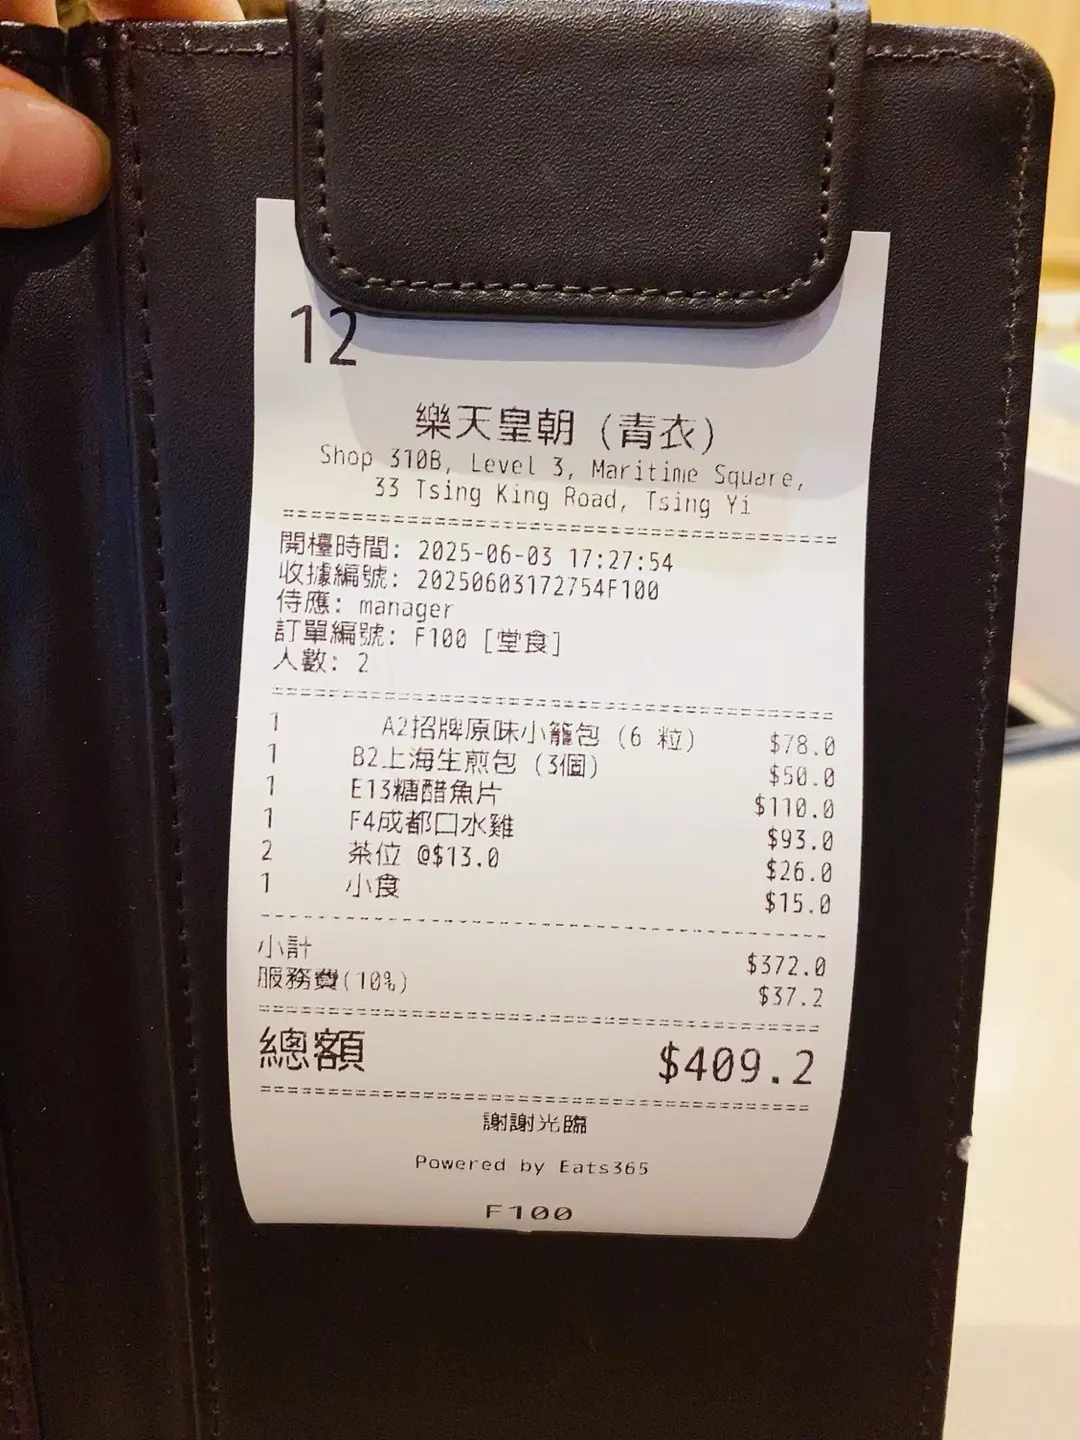 12
樂天皇朝 (青衣)
Shop 310B, Level 3, Maritime Square,
33 Tsing King Road, Tsing Yi
開檯時間: 2025-06-03 17:27:54
收據編號: 20250603172754F100
侍應: manager
訂單編號: F100 [堂食]
人數: 2
1 A2招牌原味小籠包 (6 粒) $78.0
1 B2上海生煎包 (3個) $50.0
1 E13糖醋魚片 $110.0
1 F4成都口水雞 $93.0
2 茶位 @$13.0 $26.0
1 小食 $15.0
小計 $372.0
服務費(10%) $37.2
總額 $409.2
謝謝光臨
Powered by Eats365
F100